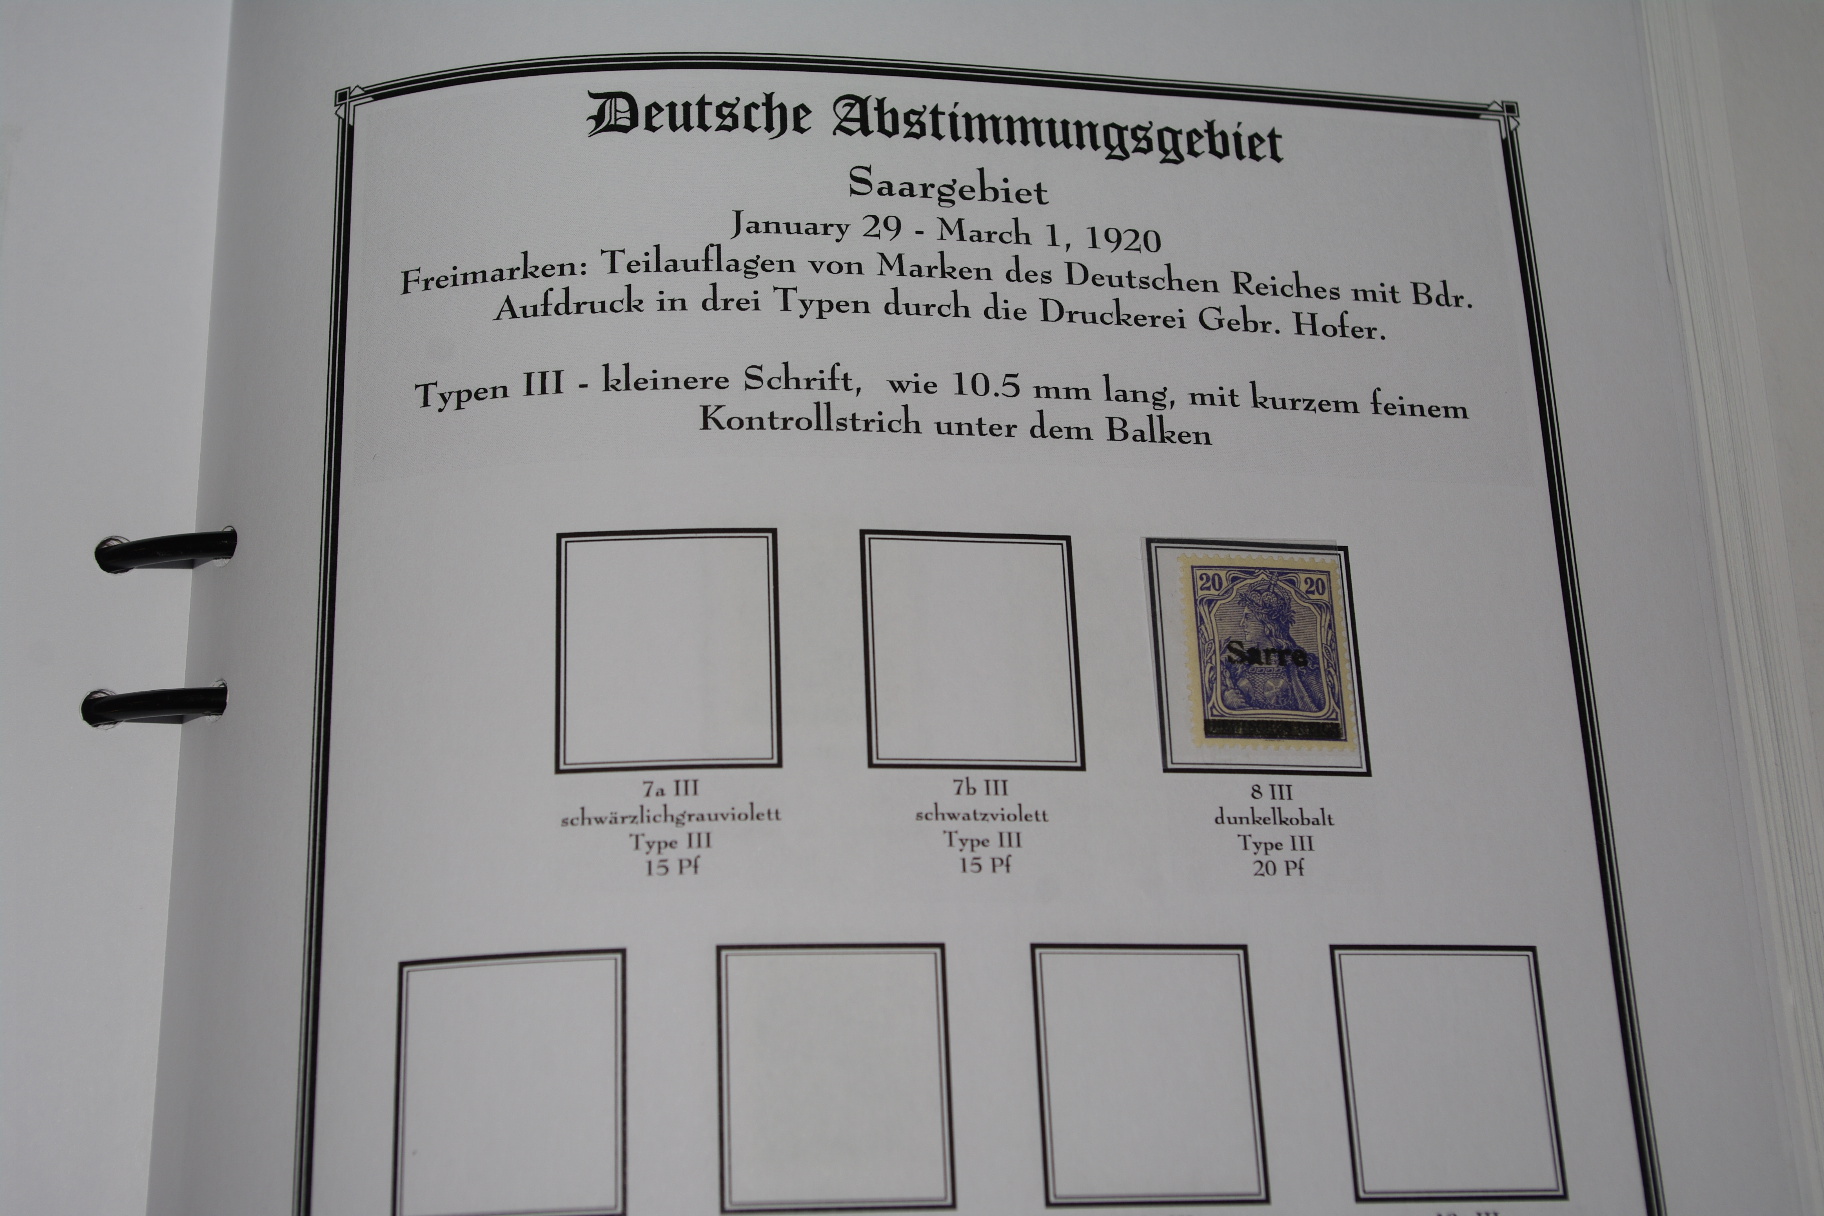 Deutsche Abstimmungsgebiet
Saargebiet
January 29 - March 1, 1920
Freimarken: Teilauflagen von Marken des Deutschen Reiches mit Bdr.
Aufdruck in drei Typen durch die Druckerei Gebr. Hofer.
Typen III - kleinere Schrift, wie 10.5 mm lang, mit kurzem feinem
Kontrollstrich unter dem Balken
20 20
Sarre
7a III
schwärzlichgrauviolett
Type III
15 Pf
7b III
schwatzviolett
Type III
15 Pf
8 III
dunkelkobalt
Type III
20 Pf